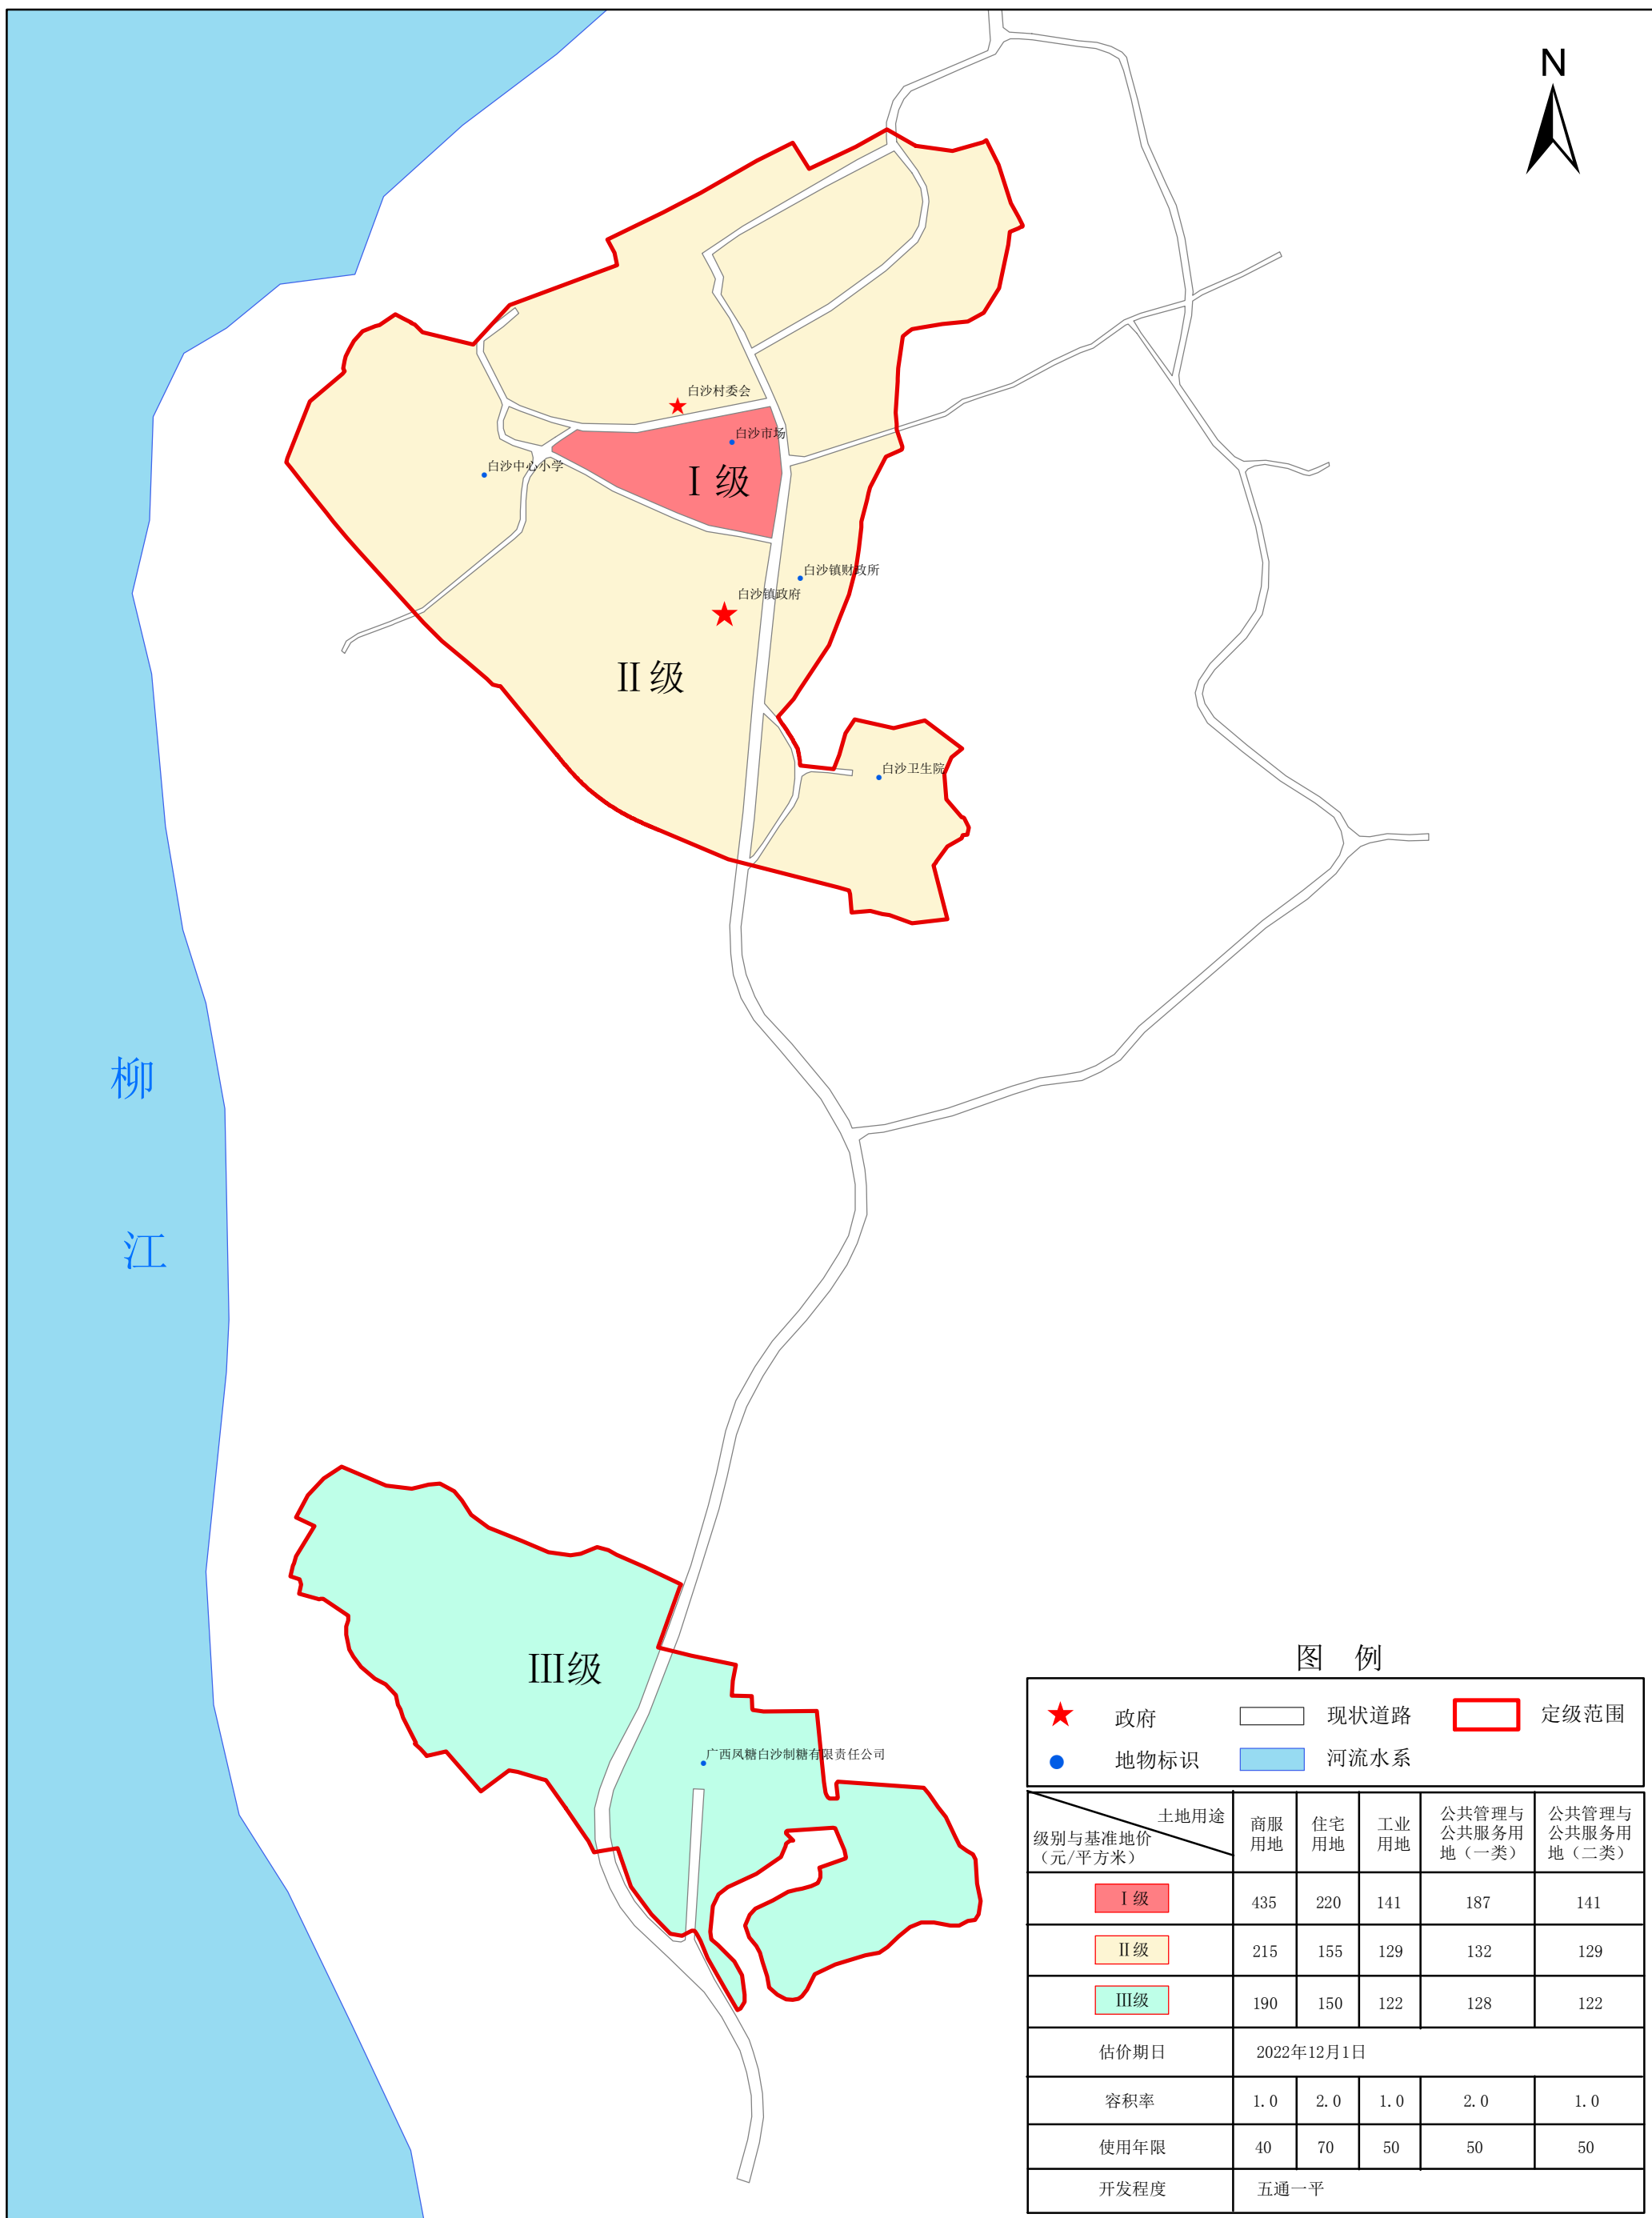 N
白沙村委会
白沙市场
白沙中心小学
Ⅰ 级
白沙镇财政所
白沙镇政府
Ⅱ 级
白沙卫生院
柳
江
Ⅲ级
广西凤糖白沙制糖有限责任公司
图 例
政府 现状道路 定级范围
地物标识 河流水系
土地用途
级别与基准地价
(元/平方米)
商服
用地
住宅
用地
工业
用地
公共管理与
公共服务用
地(一类)
公共管理与
公共服务用
地(二类)
Ⅰ 级 435 220 141 187 141
Ⅱ 级 215 155 129 132 129
Ⅲ级 190 150 122 128 122
估价期日 2022年12月1日
容积率 1.0 2.0 1.0 2.0 1.0
使用年限 40 70 50 50 50
开发程度 五通一平